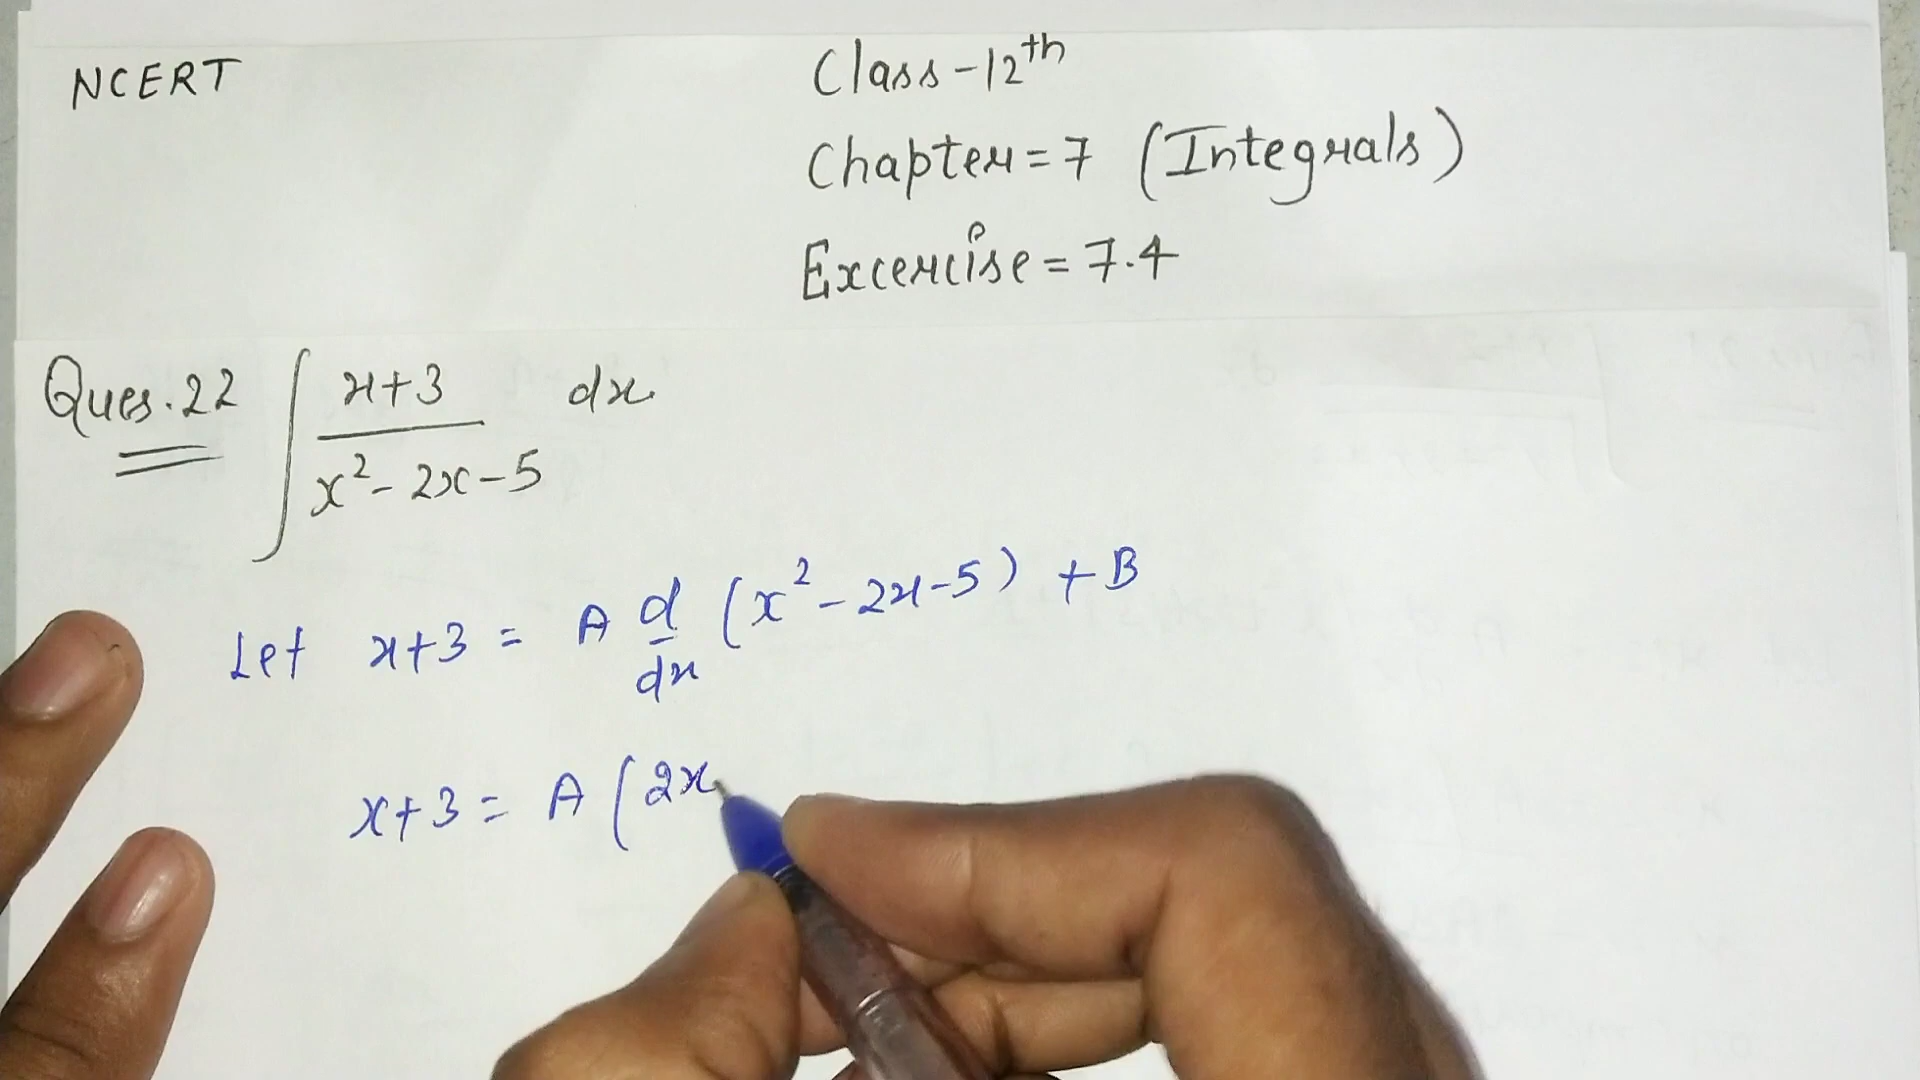 NCERT
Class-12th
Chapter=7 (Integrals)
Excercise=7.4
Ques.22 ∫ x+3 / x²-2x-5 dx
Let x+3 = A d/dx (x²-2x-5) + B
x+3 = A (2x